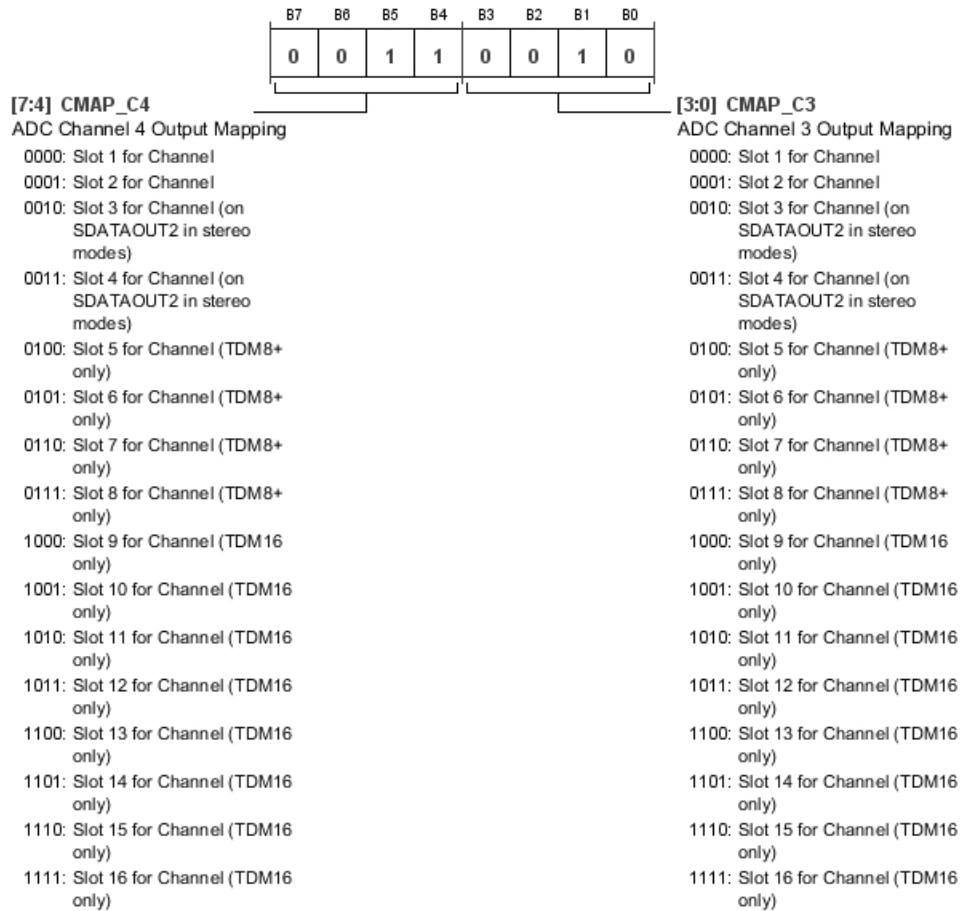 B7 B6 B5 B4 B3 B2 B1 B0
0 0 1 1 0 0 1 0
[7:4] CMAP_C4
ADC Channel 4 Output Mapping
0000: Slot 1 for Channel
0001: Slot 2 for Channel
0010: Slot 3 for Channel (on
SDATAOUT2 in stereo
modes)
0011: Slot 4 for Channel (on
SDATAOUT2 in stereo
modes)
0100: Slot 5 for Channel (TDM8+
only)
0101: Slot 6 for Channel (TDM8+
only)
0110: Slot 7 for Channel (TDM8+
only)
0111: Slot 8 for Channel (TDM8+
only)
1000: Slot 9 for Channel (TDM16
only)
1001: Slot 10 for Channel (TDM16
only)
1010: Slot 11 for Channel (TDM16
only)
1011: Slot 12 for Channel (TDM16
only)
1100: Slot 13 for Channel (TDM16
only)
1101: Slot 14 for Channel (TDM16
only)
1110: Slot 15 for Channel (TDM16
only)
1111: Slot 16 for Channel (TDM16
only)
[3:0] CMAP_C3
ADC Channel 3 Output Mapping
0000: Slot 1 for Channel
0001: Slot 2 for Channel
0010: Slot 3 for Channel (on
SDATAOUT2 in stereo
modes)
0011: Slot 4 for Channel (on
SDATAOUT2 in stereo
modes)
0100: Slot 5 for Channel (TDM8+
only)
0101: Slot 6 for Channel (TDM8+
only)
0110: Slot 7 for Channel (TDM8+
only)
0111: Slot 8 for Channel (TDM8+
only)
1000: Slot 9 for Channel (TDM16
only)
1001: Slot 10 for Channel (TDM16
only)
1010: Slot 11 for Channel (TDM16
only)
1011: Slot 12 for Channel (TDM16
only)
1100: Slot 13 for Channel (TDM16
only)
1101: Slot 14 for Channel (TDM16
only)
1110: Slot 15 for Channel (TDM16
only)
1111: Slot 16 for Channel (TDM16
only)